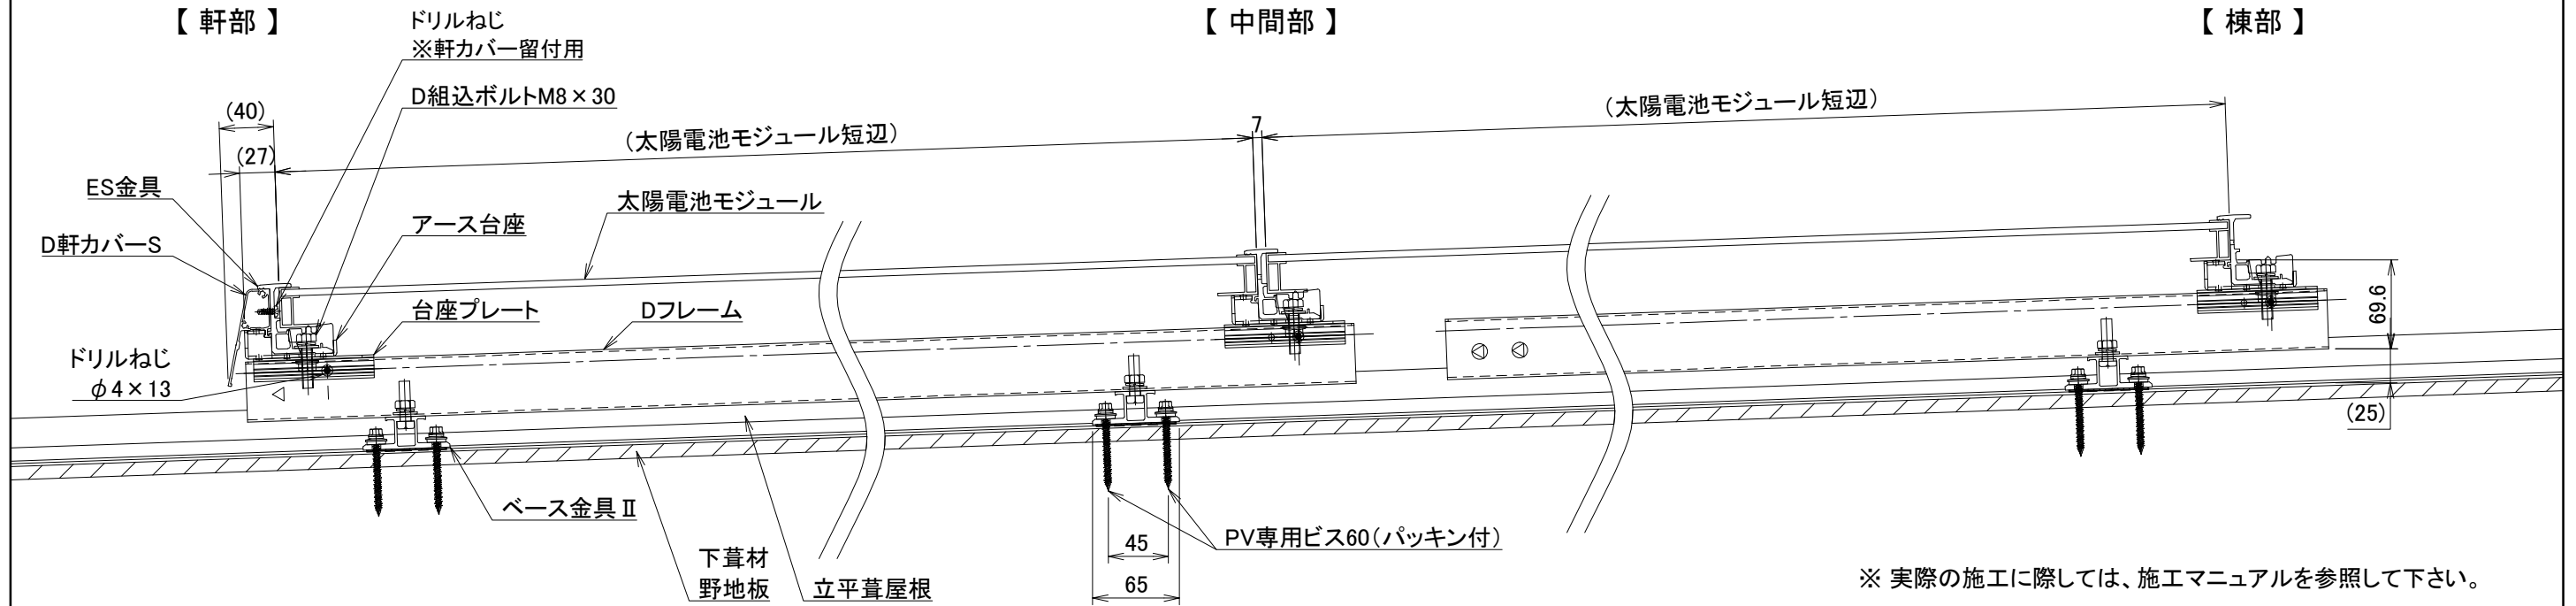 【 軒部 】
【 中間部 】
【 棟部 】
ドリルねじ
※軒カバー留付用
D組込ボルトM8×30
(40)
(27)
(太陽電池モジュール短辺)
7
(太陽電池モジュール短辺)
ES金具
D軒カバーS
アース台座
太陽電池モジュール
台座プレート
Dフレーム
ドリルねじ
φ4×13
69.6
(25)
ベース金具Ⅱ
下葺材
野地板
立平葺屋根
45
65
PV専用ビス60(パッキン付)
※ 実際の施工に際しては、施工マニュアルを参照して下さい。